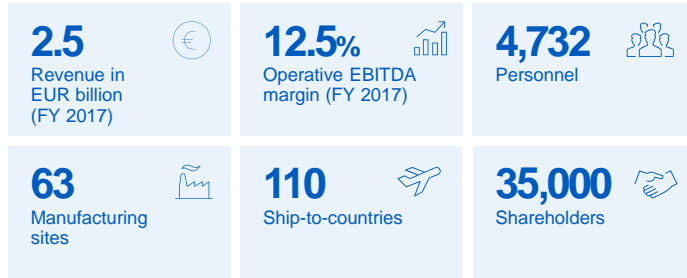 2.5
Revenue in
EUR billion
(FY 2017)
12.5%
Operative EBITDA
margin (FY 2017)
4,732
Personnel
63
Manufacturing
sites
110
Ship-to-countries
35,000
Shareholders